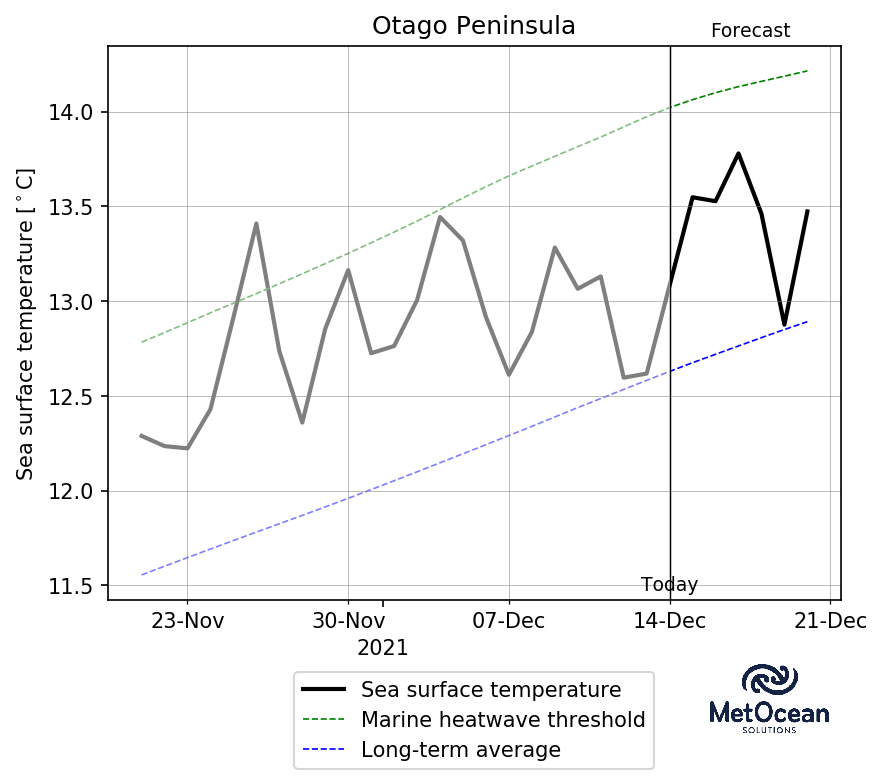 Otago Peninsula
Forecast
Sea surface temperature [°C]
14.0
13.5
13.0
12.5
12.0
11.5
Today
23-Nov 30-Nov 07-Dec 14-Dec 21-Dec
2021
Sea surface temperature
Marine heatwave threshold
Long-term average
MetOcean
SOLUTIONS